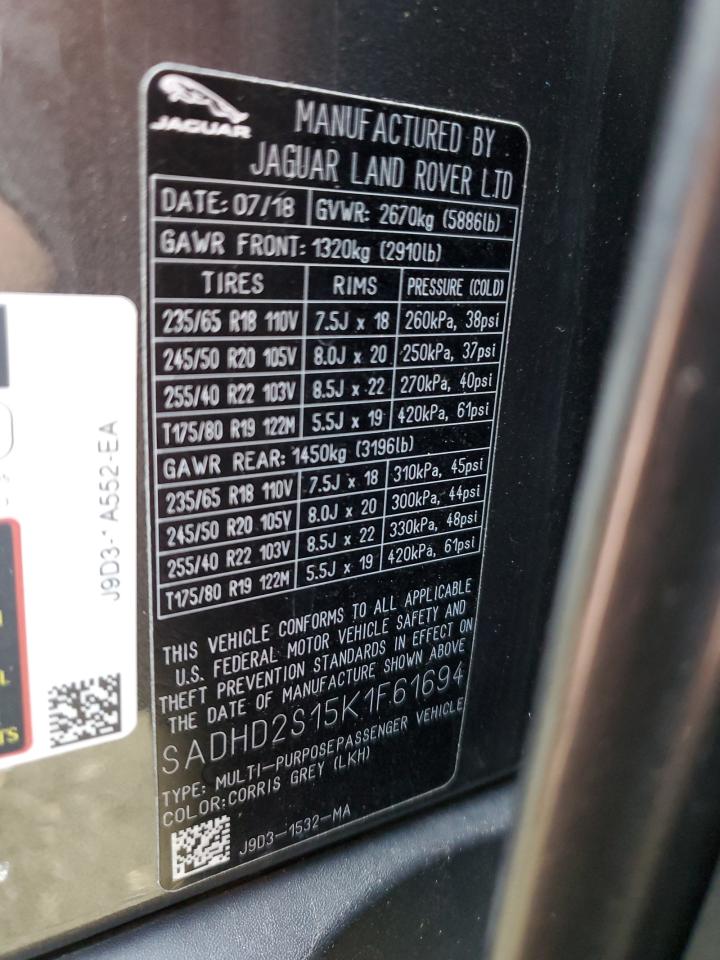 JAGUAR
MANUFACTURED BY
JAGUAR LAND ROVER LTD
DATE: 07/18 GVWR: 2670kg (5886lb)
GAWR FRONT: 1320kg (2910lb)
TIRES RIMS PRESSURE (COLD)
235/65 R18 110V 7.5J x 18 260kPa, 38psi
245/50 R20 105V 8.0J x 20 250kPa, 37psi
255/40 R22 103V 8.5J x 22 270kPa, 40psi
T175/80 R19 122M 5.5J x 19 420kPa, 61psi
GAWR REAR: 1450kg (3196lb)
235/65 R18 110V 7.5J x 18 310kPa, 45psi
245/50 R20 105V 8.0J x 20 300kPa, 44psi
255/40 R22 103V 8.5J x 22 330kPa, 48psi
T175/80 R19 122M 5.5J x 19 420kPa, 61psi
THIS VEHICLE CONFORMS TO ALL APPLICABLE
U.S. FEDERAL MOTOR VEHICLE SAFETY AND
THEFT PREVENTION STANDARDS IN EFFECT ON
THE DATE OF MANUFACTURE SHOWN ABOVE
SADHD2S15K1F61694
TYPE: MULTI-PURPOSEPASSENGER VEHICLE
COLOR:CORRIS GREY (LKH)
J9D3-1532-MA
J9D3-1A552-EA